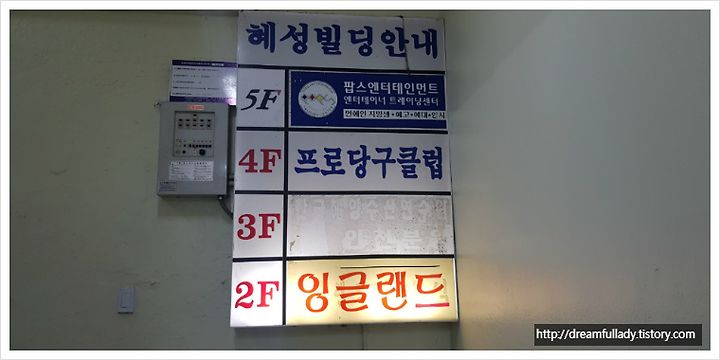 혜성빌딩안내
5F
팝스엔터테인먼트
엔터테이너 트레이닝센터
4F
프로당구클럽
3F
2F
잉글랜드
http://dreamfullady.tistory.com